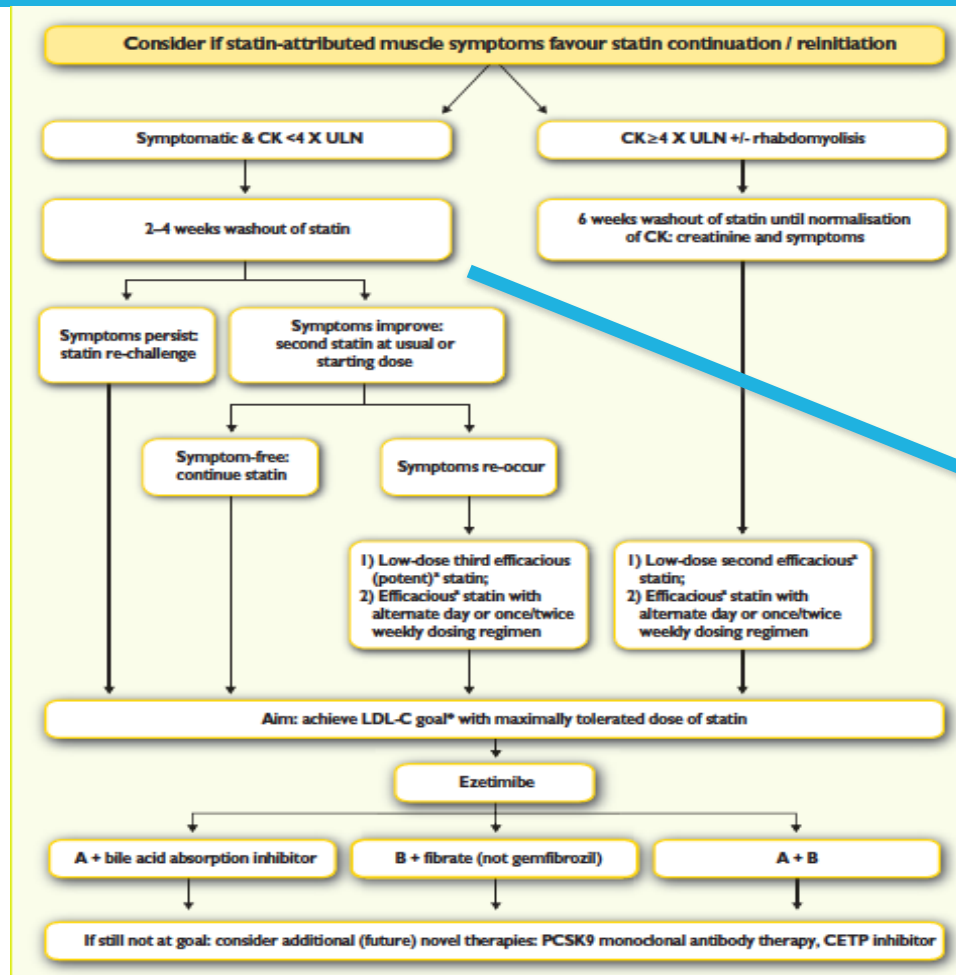 Consider if statin-attributed muscle symptoms favour statin continuation / reinitiation
Symptomatic & CK <4 X ULN
CK ≥4 X ULN +/- rhabdomyolisis
2–4 weeks washout of statin
6 weeks washout of statin until normalisation
of CK: creatinine and symptoms
Symptoms persist:
statin re-challenge
Symptoms improve:
second statin at usual or
starting dose
Symptom-free:
continue statin
Symptoms re-occur
1) Low-dose third efficacious
(potent)ª statin;
2) Efficaciousª statin with
alternate day or once/twice
weekly dosing regimen
1) Low-dose second efficaciousª
statin;
2) Efficaciousª statin with
alternate day or once/twice
weekly dosing regimen
Aim: achieve LDL-C goal* with maximally tolerated dose of statin
Ezetimibe
A + bile acid absorption inhibitor
B + fibrate (not gemfibrozil)
A + B
If still not at goal: consider additional (future) novel therapies: PCSK9 monoclonal antibody therapy, CETP inhibitor